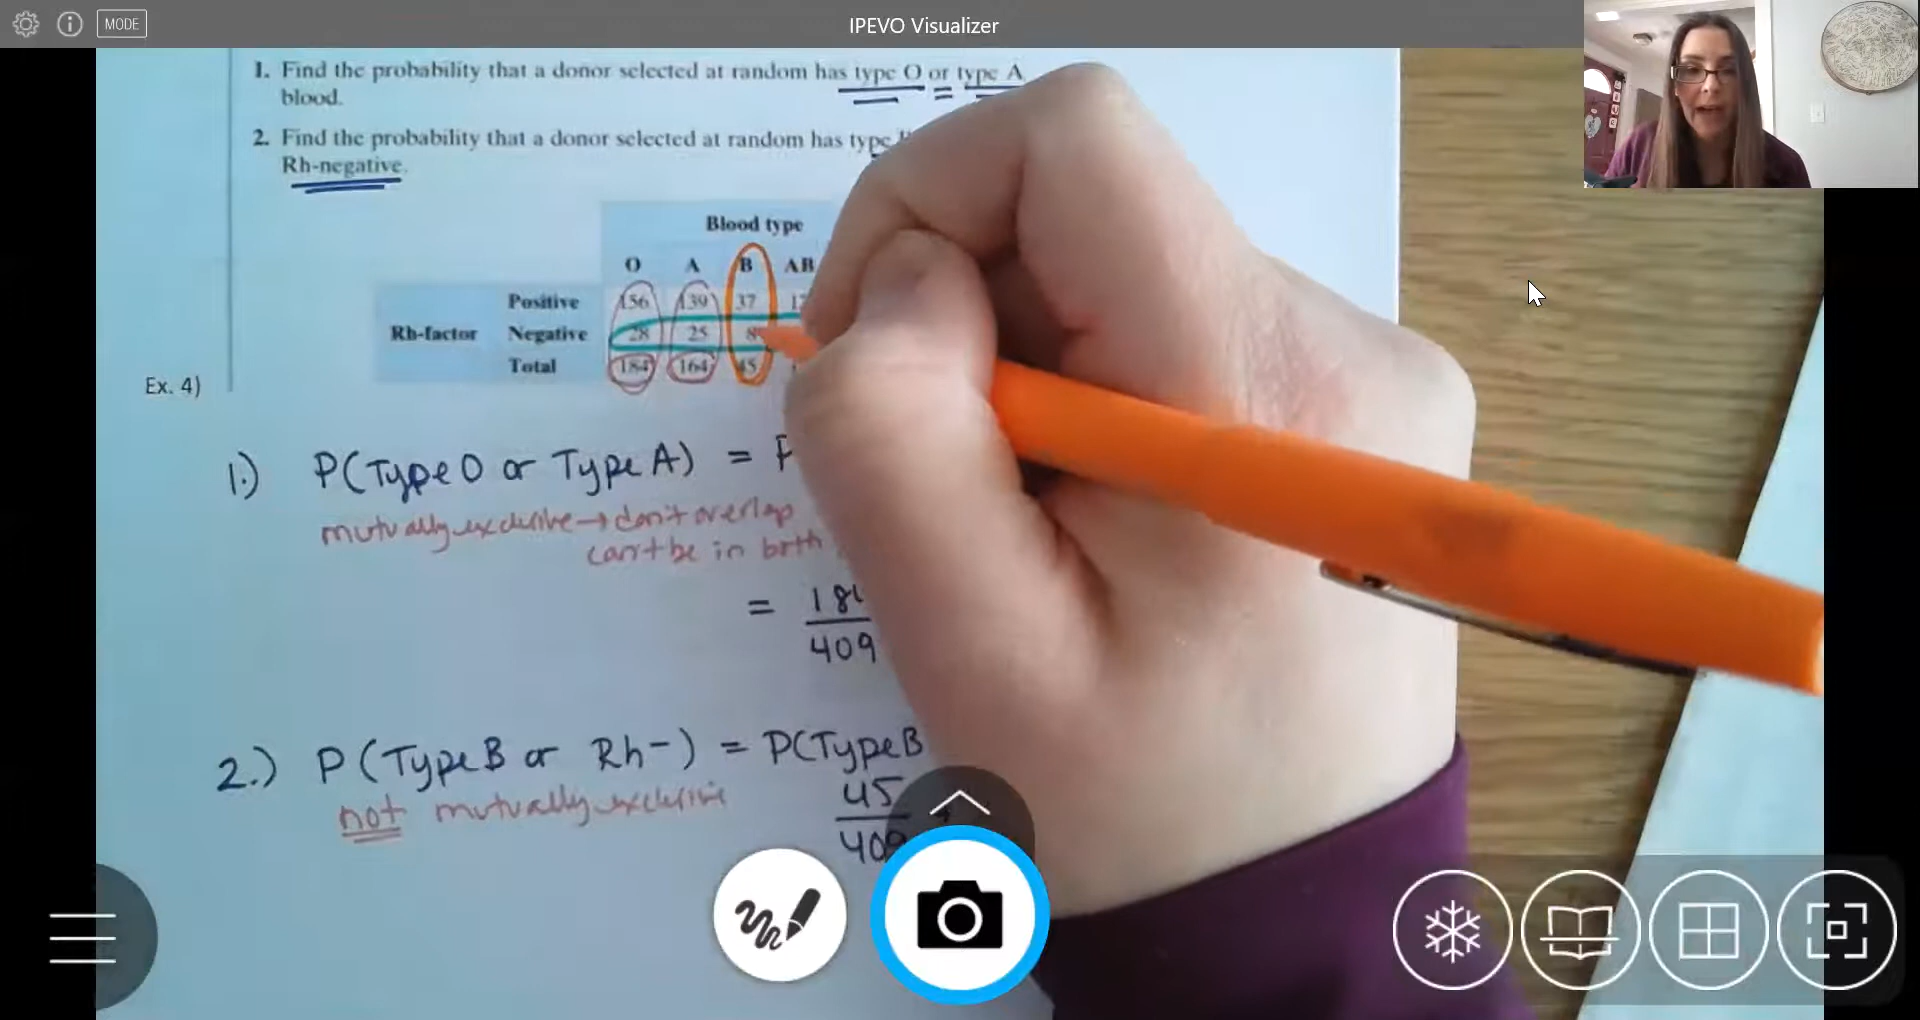 MODE
IPEVO Visualizer
1. Find the probability that a donor selected at random has type O or type A
blood.
2. Find the probability that a donor selected at random has type
Rh-negative.
Blood type
O A B AB
Positive 156 139 37
Rh-factor Negative 28 25 8
Total 184 164 45
Ex. 4)
1.) P(Type O or Type A) =
mutually exclusive → don't overlap
can't be in both
=
409
2.) P(Type B or Rh-) = P(Type B
not mutually exclusive
45
409